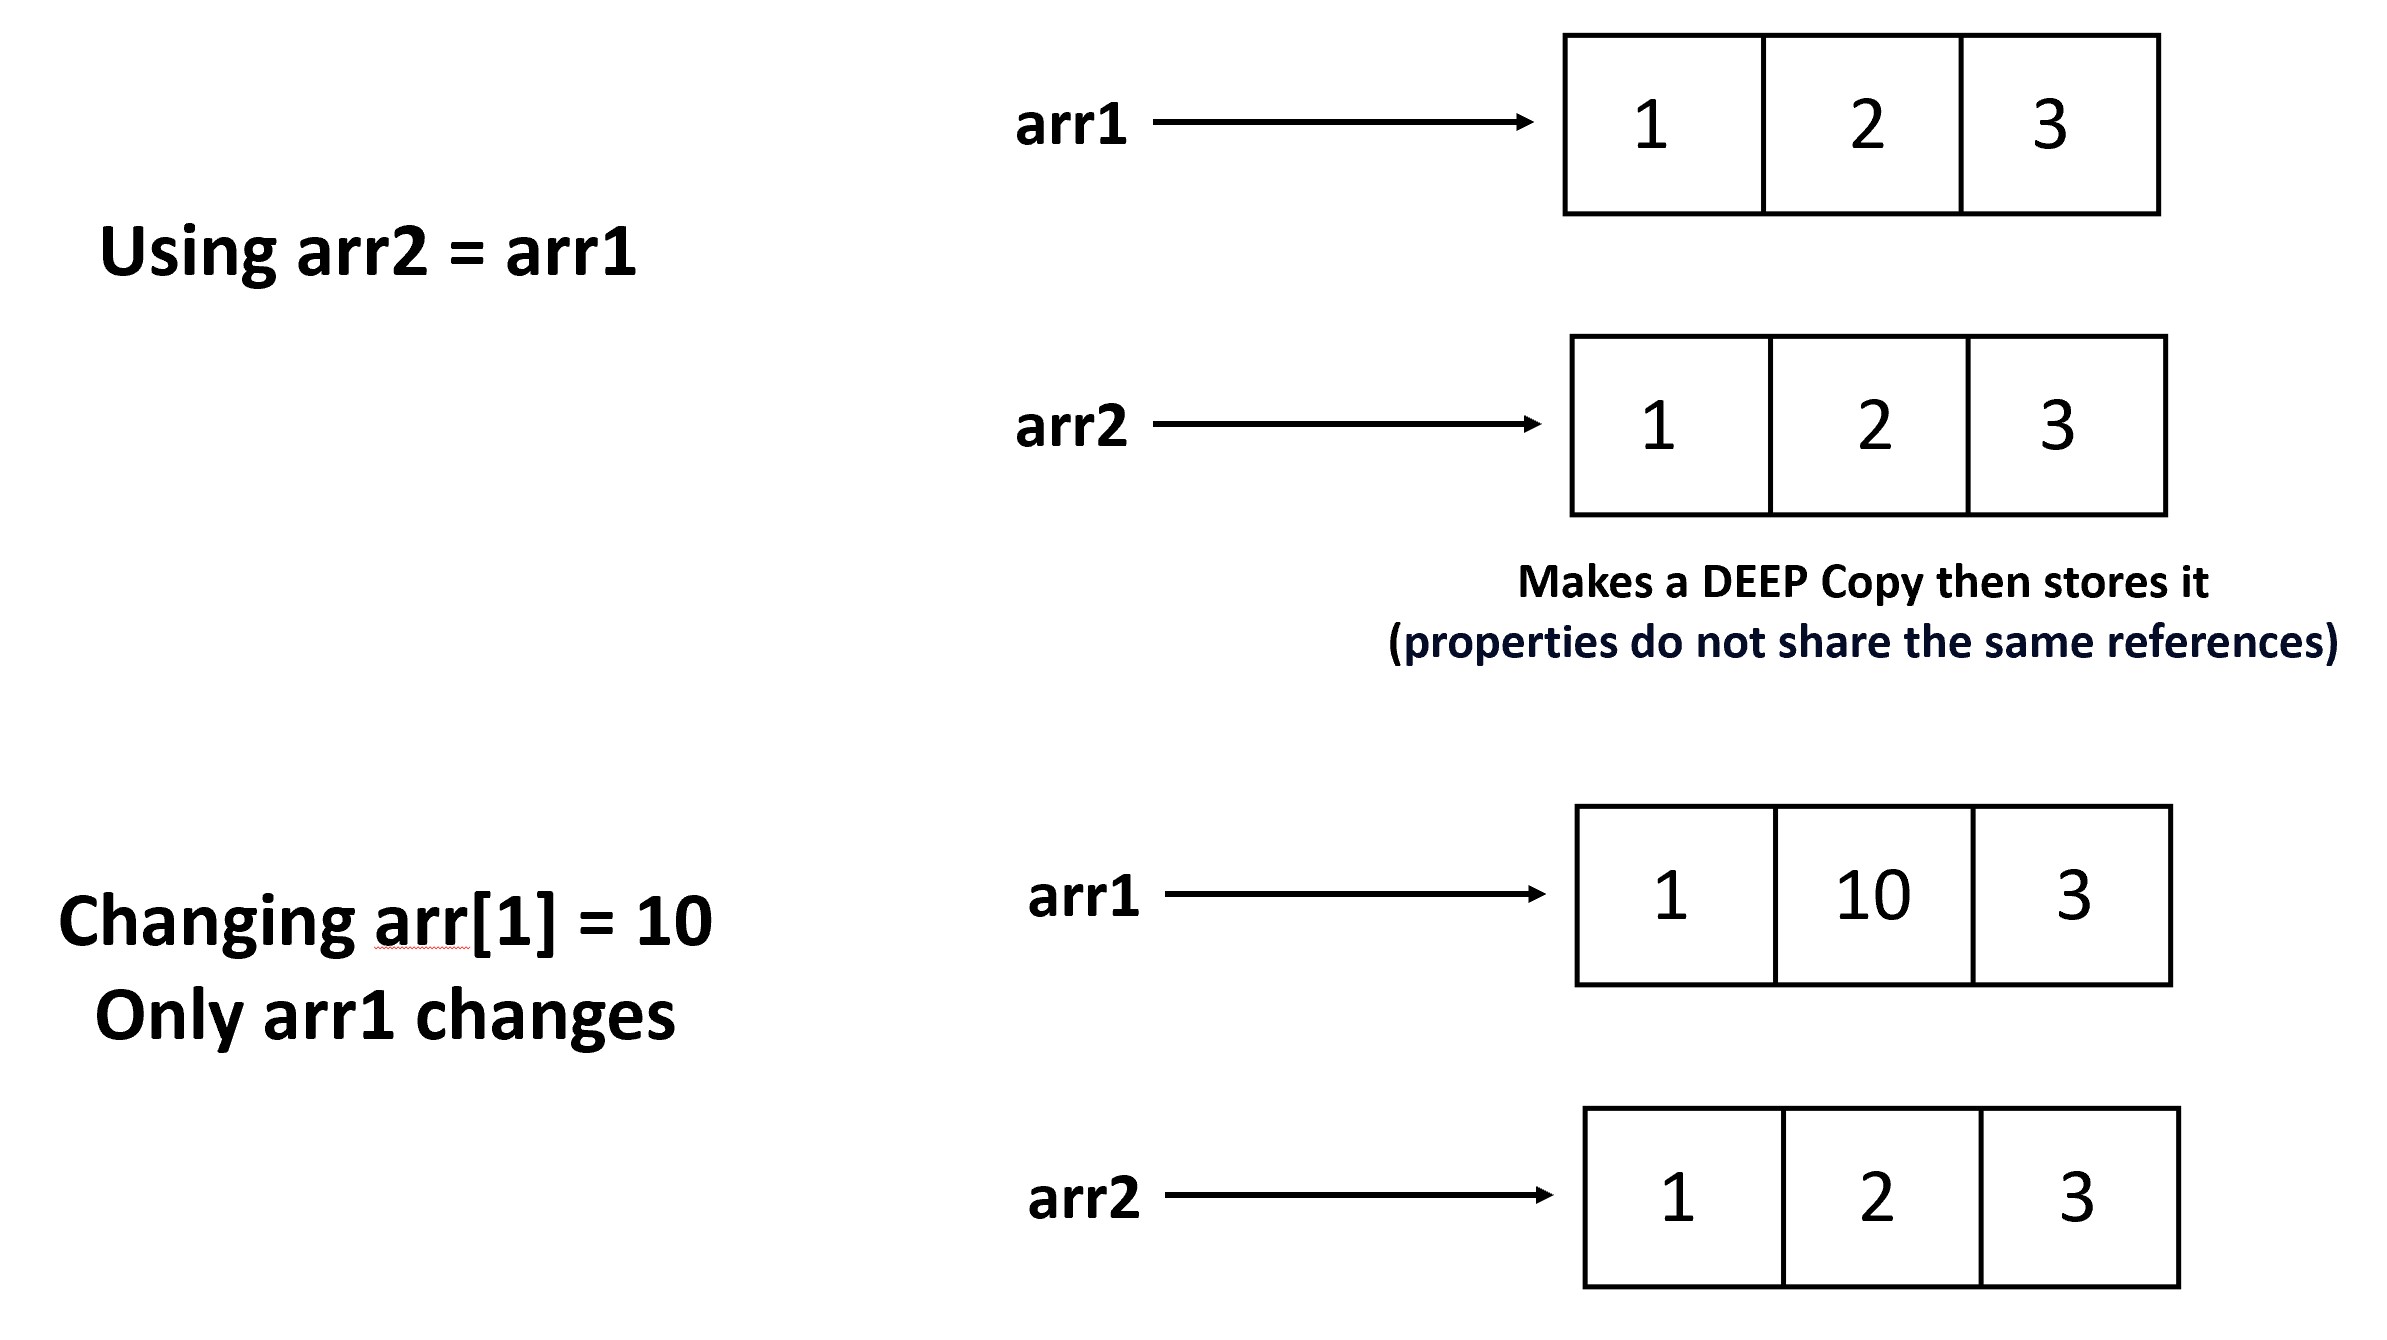 arr1 1 2 3
Using arr2 = arr1
arr2 1 2 3
Makes a DEEP Copy then stores it
(properties do not share the same references)
arr1 1 10 3
Changing arr[1] = 10
Only arr1 changes
arr2 1 2 3